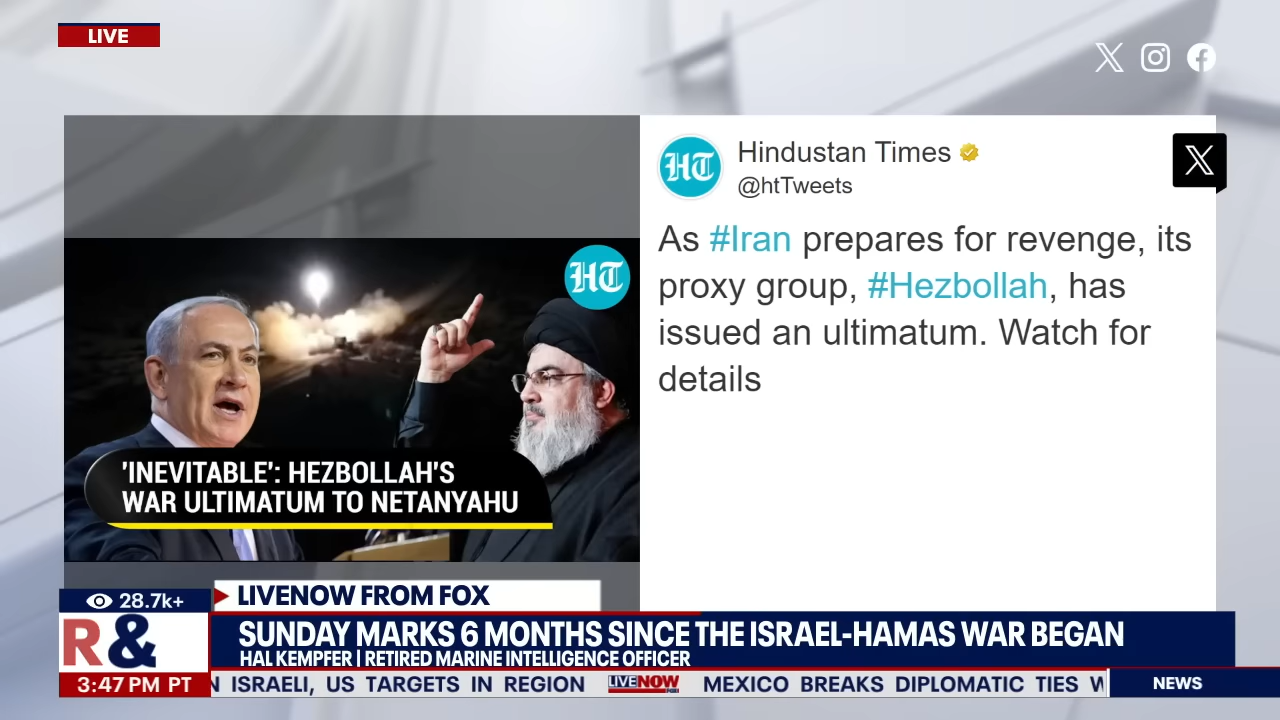 LIVE
HT
Hindustan Times
@htTweets
As #Iran prepares for revenge, its
proxy group, #Hezbollah, has
issued an ultimatum. Watch for
details
HT
'INEVITABLE': HEZBOLLAH'S
WAR ULTIMATUM TO NETANYAHU
28.7k+
LIVENOW FROM FOX
R&
SUNDAY MARKS 6 MONTHS SINCE THE ISRAEL-HAMAS WAR BEGAN
HAL KEMPFER | RETIRED MARINE INTELLIGENCE OFFICER
3:47 PM PT
N ISRAELI, US TARGETS IN REGION LIVENOW FOX MEXICO BREAKS DIPLOMATIC TIES W
NEWS